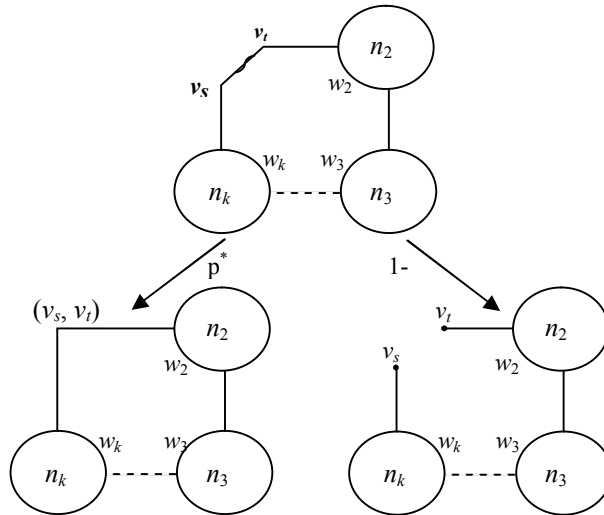 v_t
n_2
w_2
v_s
w_k
w_3
n_k
n_3
p^*
1-
(v_s, v_t)
n_2
w_2
w_k
w_3
n_k
n_3
v_t
n_2
v_s
w_2
w_k
w_3
n_k
n_3